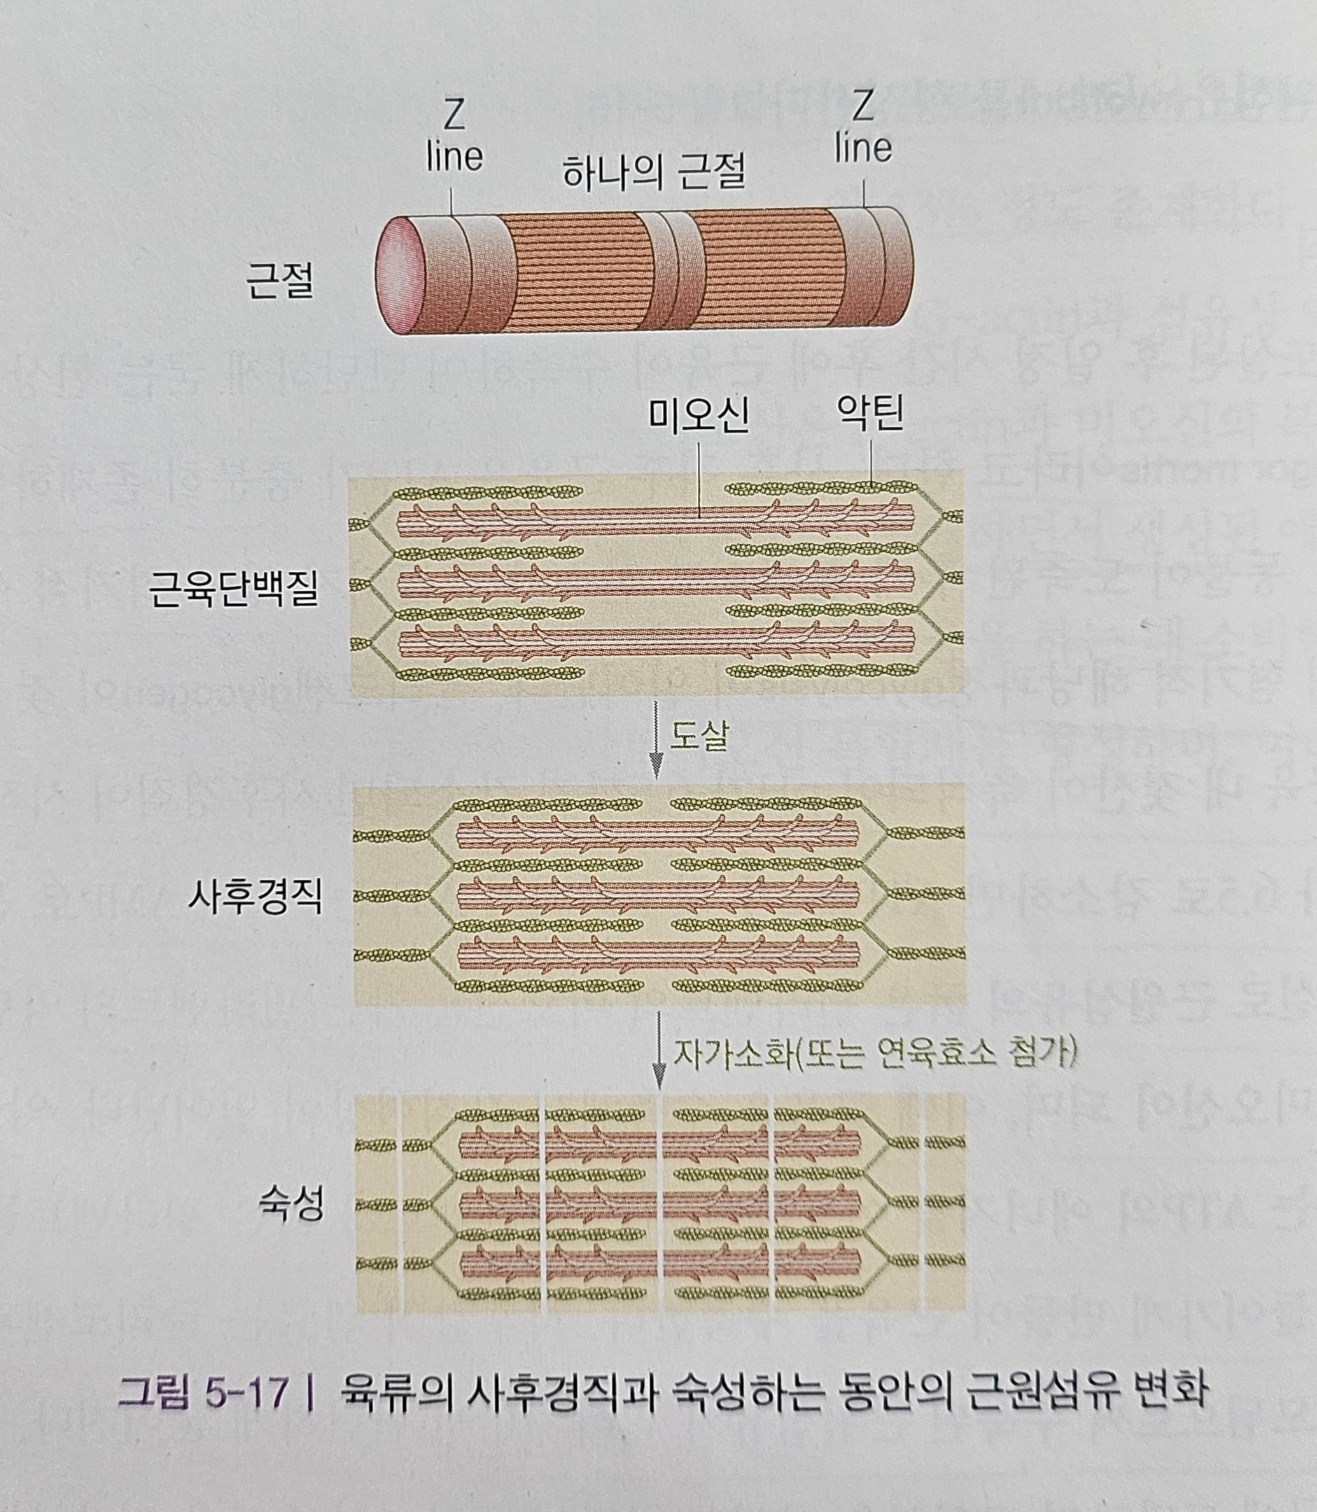 Z
line
하나의 근절
Z
line
근절
미오신
악틴
근육단백질
도살
사후경직
자가소화(또는 연육효소 첨가)
숙성
그림 5-17 | 육류의 사후경직과 숙성하는 동안의 근원섬유 변화